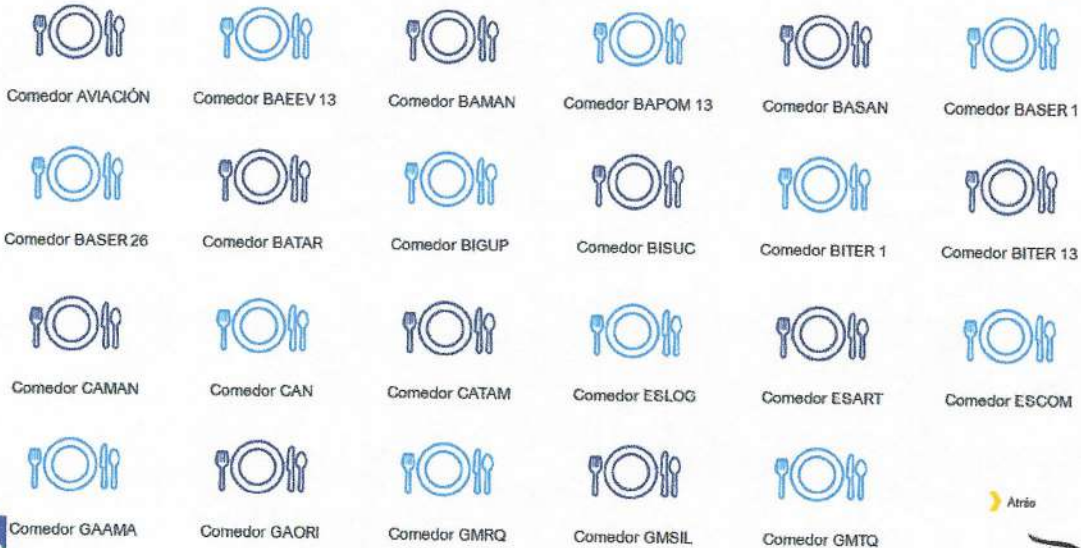 Comedor AVIACIÓN
Comedor BAEEV 13
Comedor BAMAN
Comedor BAPOM 13
Comedor BASAN
Comedor BASER 1
Comedor BASER 26
Comedor BATAR
Comedor BIGUP
Comedor BISUC
Comedor BITER 1
Comedor BITER 13
Comedor CAMAN
Comedor CAN
Comedor CATAM
Comedor ESLOG
Comedor ESART
Comedor ESCOM
Comedor GAAMA
Comedor GAORI
Comedor GMRQ
Comedor GMSIL
Comedor GMTQ
Atrás